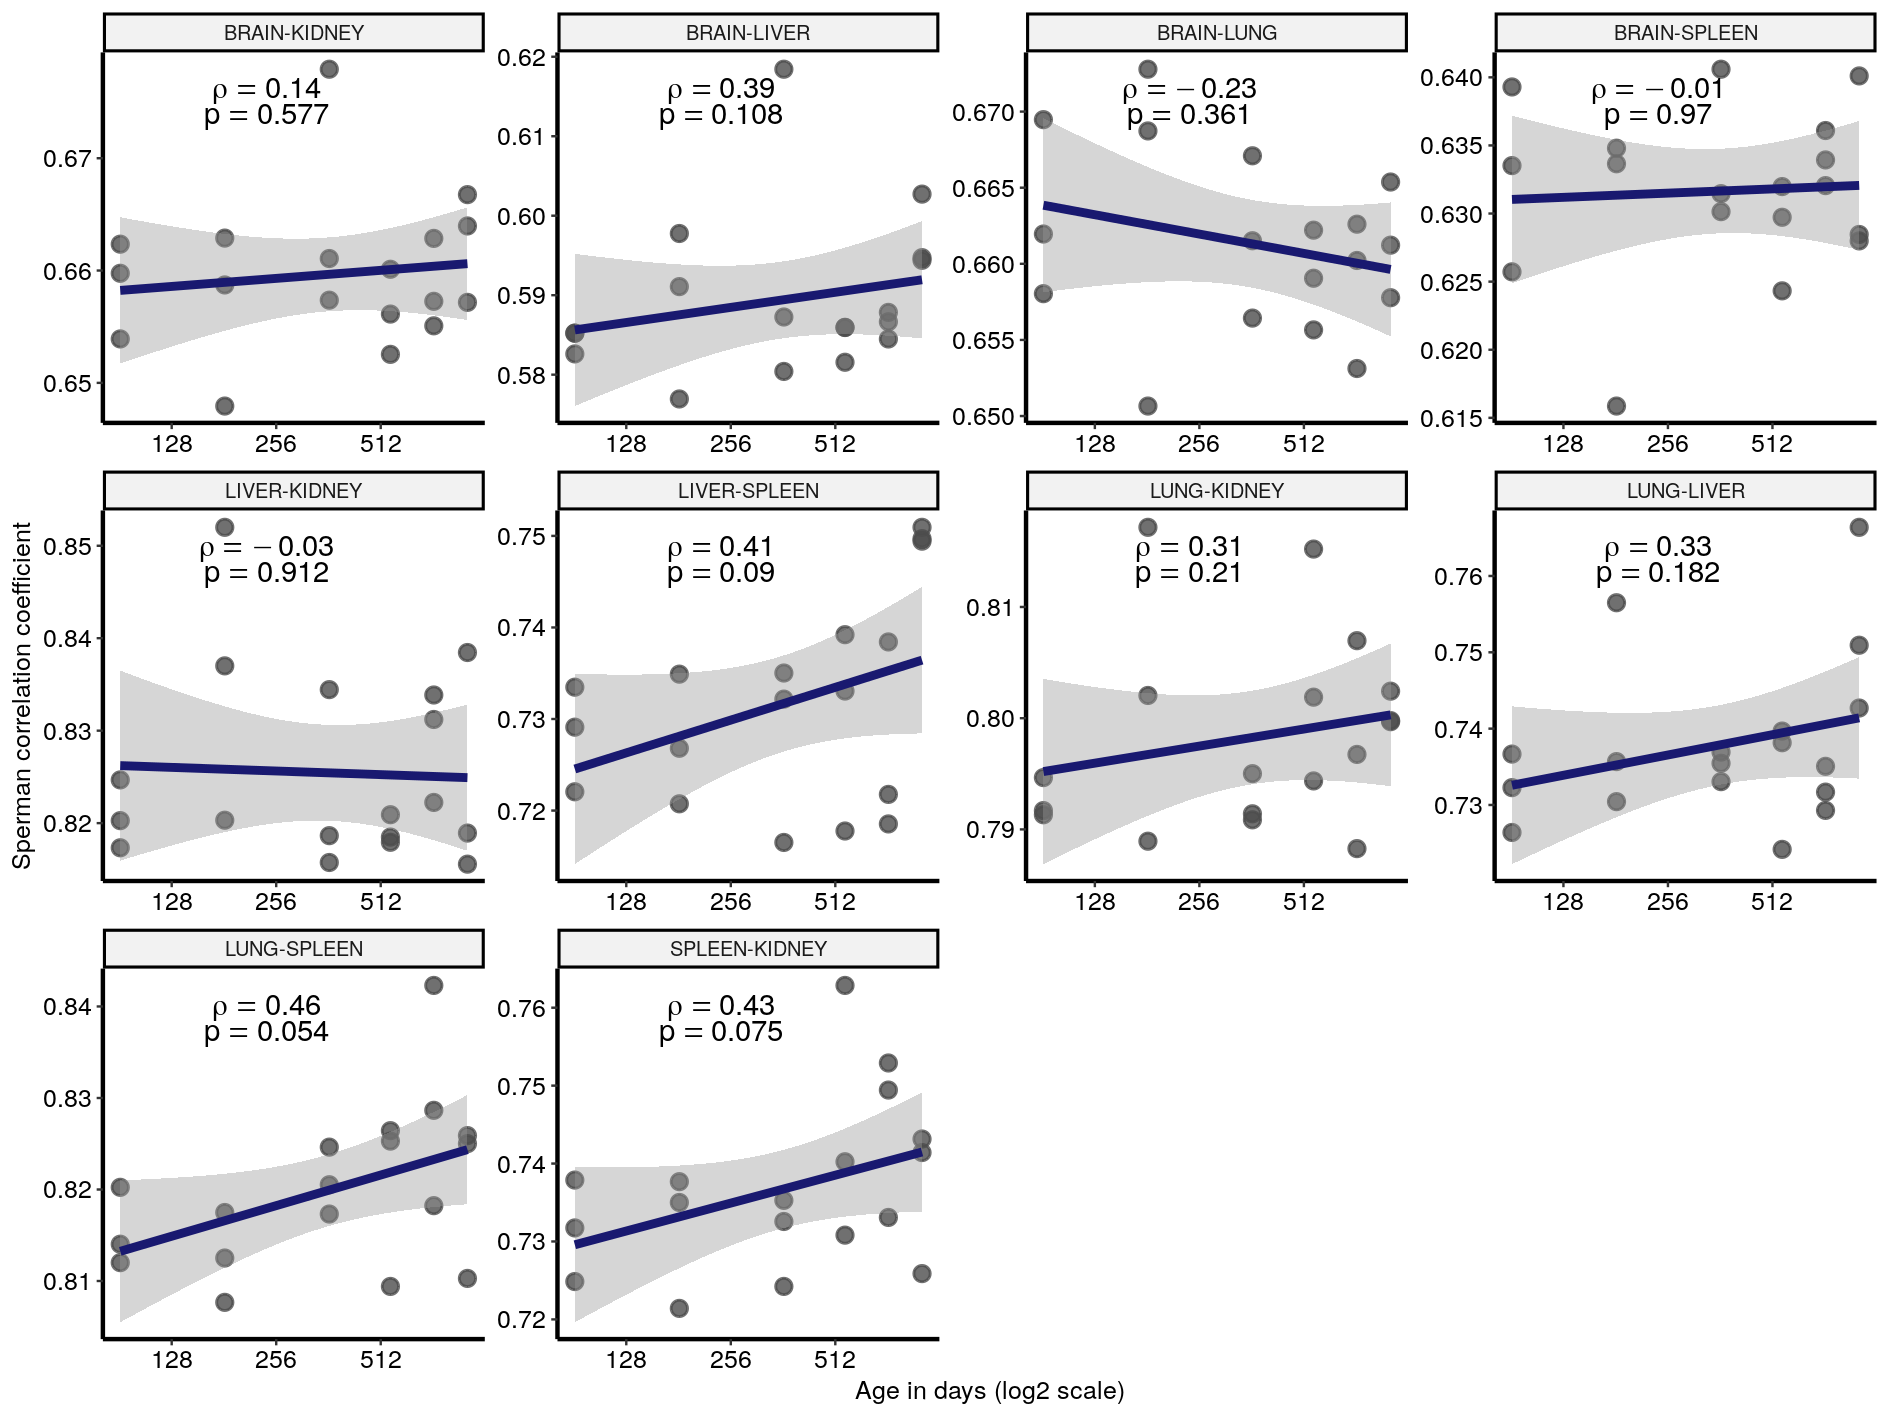 BRAIN-KIDNEY
ρ = 0.14
p = 0.577
0.67
0.66
0.65
128 256 512
BRAIN-LIVER
ρ = 0.39
p = 0.108
0.62
0.61
0.60
0.59
0.58
128 256 512
BRAIN-LUNG
ρ = − 0.23
p = 0.361
0.670
0.665
0.660
0.655
0.650
128 256 512
BRAIN-SPLEEN
ρ = − 0.01
p = 0.97
0.640
0.635
0.630
0.625
0.620
0.615
128 256 512
Sperman correlation coefficient
LIVER-KIDNEY
ρ = − 0.03
p = 0.912
0.85
0.84
0.83
0.82
128 256 512
LIVER-SPLEEN
ρ = 0.41
p = 0.09
0.75
0.74
0.73
0.72
128 256 512
LUNG-KIDNEY
ρ = 0.31
p = 0.21
0.81
0.80
0.79
128 256 512
LUNG-LIVER
ρ = 0.33
p = 0.182
0.76
0.75
0.74
0.73
128 256 512
LUNG-SPLEEN
ρ = 0.46
p = 0.054
0.84
0.83
0.82
0.81
128 256 512
SPLEEN-KIDNEY
ρ = 0.43
p = 0.075
0.76
0.75
0.74
0.73
0.72
128 256 512
Age in days (log2 scale)